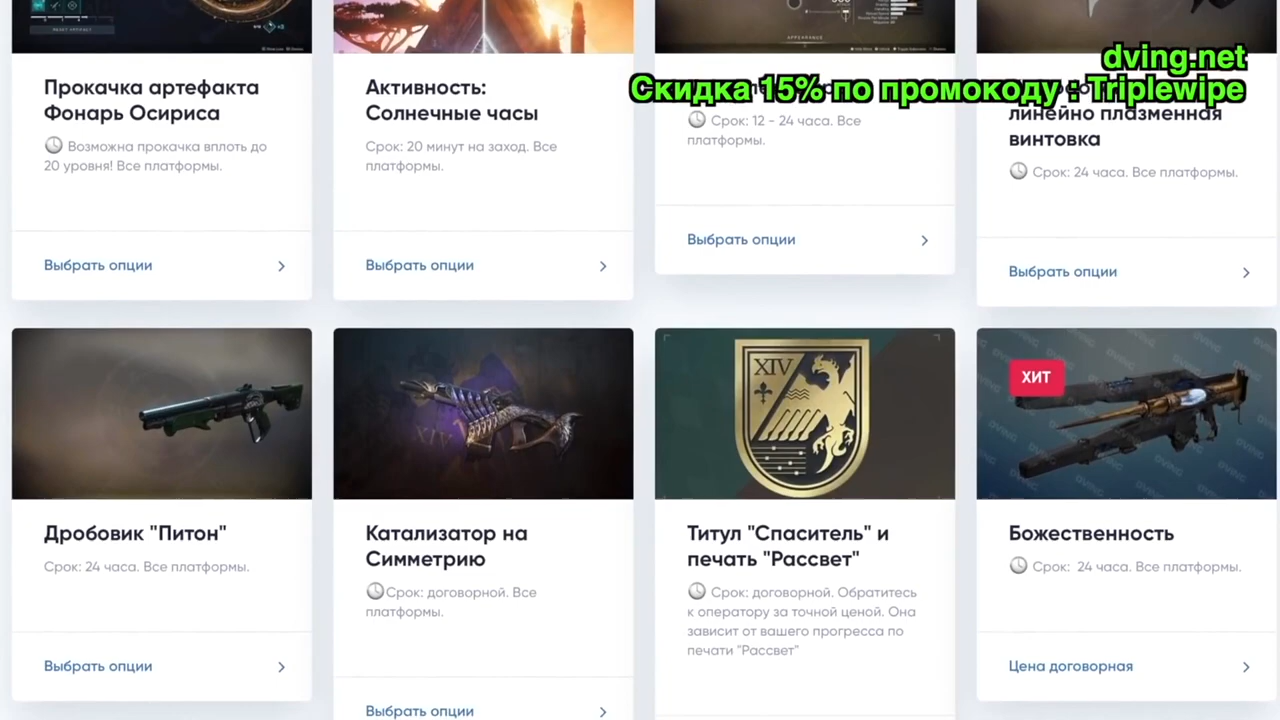 dving.net
Скидка 15% по промокоду : Triplewipe
Прокачка артефакта
Фонарь Осириса
Возможна прокачка вплоть до
20 уровня! Все платформы.
Выбрать опции
Активность:
Солнечные часы
Срок: 20 минут на заход. Все
платформы.
Выбрать опции
Срок: 12 - 24 часа. Все
платформы.
Выбрать опции
линейно плазменная
винтовка
Срок: 24 часа. Все платформы.
Выбрать опции
Дробовик "Питон"
Срок: 24 часа. Все платформы.
Выбрать опции
Катализатор на
Симметрию
Срок: договорной. Все
платформы.
Выбрать опции
XIV
Титул "Спаситель" и
печать "Рассвет"
Срок: договорной. Обратитесь
к оператору за точной ценой. Она
зависит от вашего прогресса по
печати "Рассвет"
ХИТ
Божественность
Срок: 24 часа. Все платформы.
Цена договорная